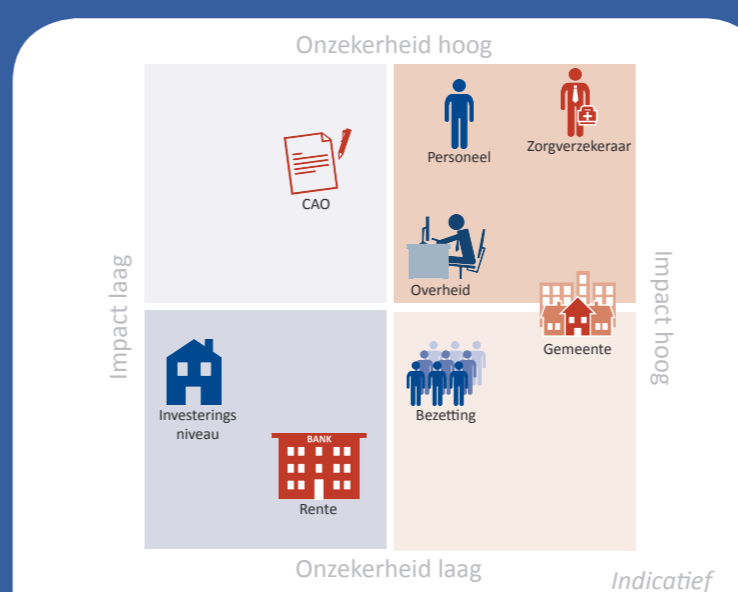 Onzekerheid hoog
Personeel
Zorgverzekeraar
CAO
Overheid
Impact laag
Impact hoog
Gemeente
Investerings
niveau
Bezetting
BANK
Rente
Onzekerheid laag
Indicatief